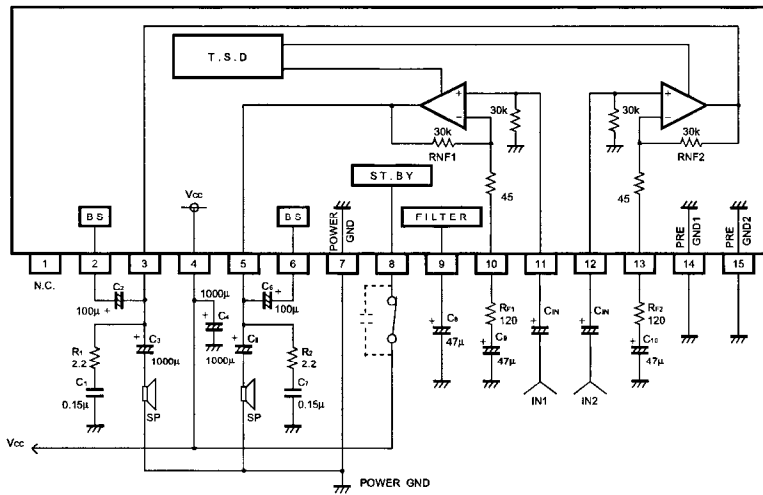 T.S.D
+
−
30k
30k
RNF1
+
−
30k
30k
RNF2
ST.BY
45
45
Vcc
BS
BS
POWER
GND
FILTER
PRE
GND1
PRE
GND2
1
2
3
4
5
6
7
8
9
10
11
12
13
14
15
N.C.
C2
100μ
+
1000μ
+
C4
C5
+
100μ
R1
2.2
+
C3
1000μ
+
1000μ
R2
2.2
C1
0.15μ
C7
0.15μ
SP
SP
+
47μ
RF1
120
+
C9
47μ
+
CIN
+
CIN
RF2
120
+
C10
47μ
IN1
IN2
Vcc
POWER GND